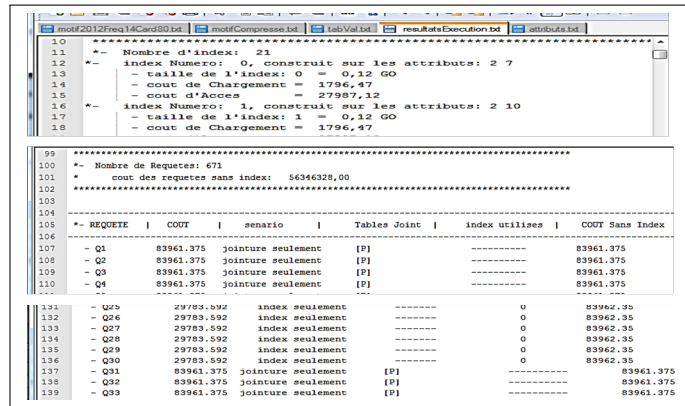 motif2012Freq14Card80.txt motifCompresse.txt tabVal.txt resultatsExecution.txt attributs.txt
10 ******************************************************************************
11 *- Nombre d'index: 21
12 *- index Numero: 0, construit sur les attributs: 2 7
13 - taille de l'index: 0 = 0,12 GO
14 - cout de Chargement = 1796,47
15 - cout d'Acces = 27987,12
16 *- index Numero: 1, construit sur les attributs: 2 10
17 - taille de l'index: 1 = 0,12 GO
18 - cout de Chargement = 1796,47
99 ******************************************************************************
100 *- Nombre de Requetes: 671
101 * cout des requetes sans index: 56346328,00
102 ******************************************************************************
103
104 ------------------------------------------------------------------------------
105 *- REQUETE | COUT | senario | Tables Joint | index utilises | COUT Sans Index
106 ------------------------------------------------------------------------------
107 - Q1 83961.375 jointure seulement [P] ---------- 83961.375
108 - Q2 83961.375 jointure seulement [P] ---------- 83961.375
109 - Q3 83961.375 jointure seulement [P] ---------- 83961.375
110 - Q4 83961.375 jointure seulement [P] ---------- 83961.375
131 - Q25 29783.592 index seulement ------- 0 83962.35
132 - Q26 29783.592 index seulement ------- 0 83962.35
133 - Q27 29783.592 index seulement ------- 0 83962.35
134 - Q28 29783.592 index seulement ------- 0 83962.35
135 - Q29 29783.592 index seulement ------- 0 83962.35
136 - Q30 29783.592 index seulement ------- 0 83962.35
137 - Q31 83961.375 jointure seulement [P] ---------- 83961.375
138 - Q32 83961.375 jointure seulement [P] ---------- 83961.375
139 - Q33 83961.375 jointure seulement [P] ---------- 83961.375